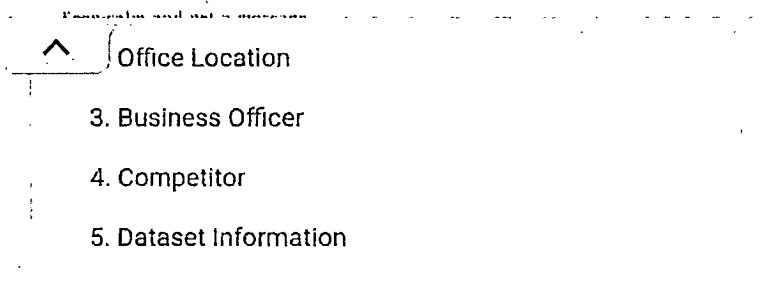 Office Location
3. Business Officer
4. Competitor
5. Dataset Information